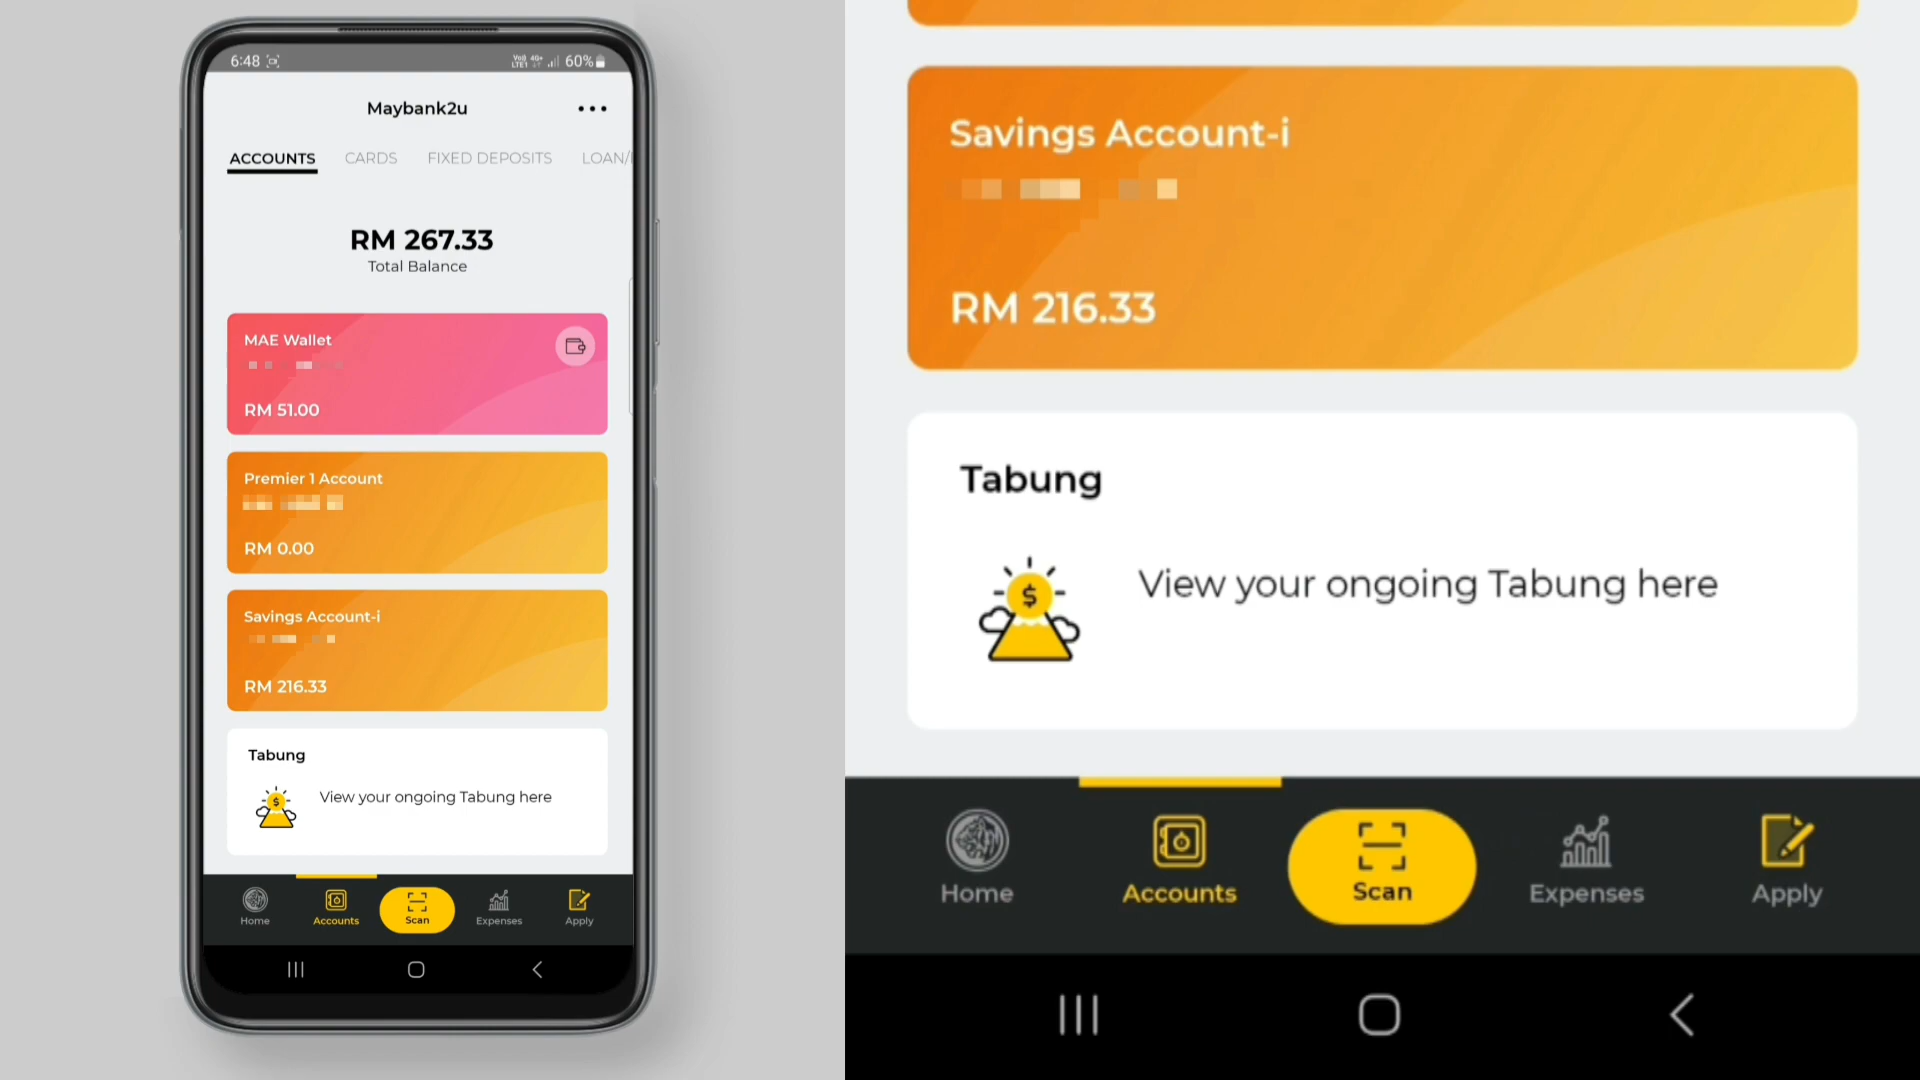 6:48
Vo8 4G+
LTE1
60%
Maybank2u
ACCOUNTS CARDS FIXED DEPOSITS LOAN/
RM 267.33
Total Balance
MAE Wallet
RM 51.00
Premier 1 Account
RM 0.00
Savings Account-i
RM 216.33
Tabung
View your ongoing Tabung here
Home Accounts Scan Expenses Apply
Savings Account-i
RM 216.33
Tabung
View your ongoing Tabung here
Home Accounts Scan Expenses Apply